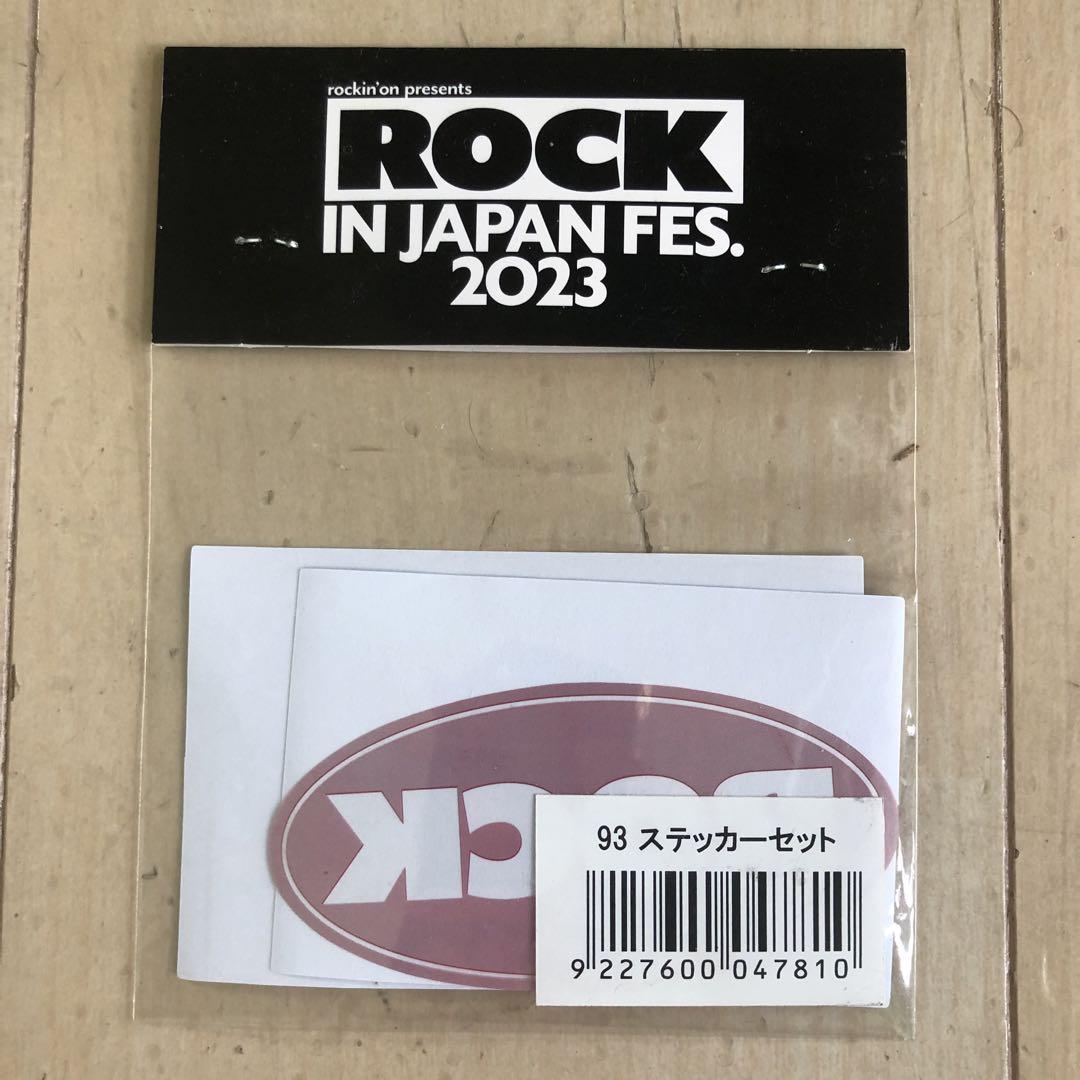 rockin'on presents
ROCK
IN JAPAN FES.
2023
ROCK
93 ステッカーセット
9 227600 047810